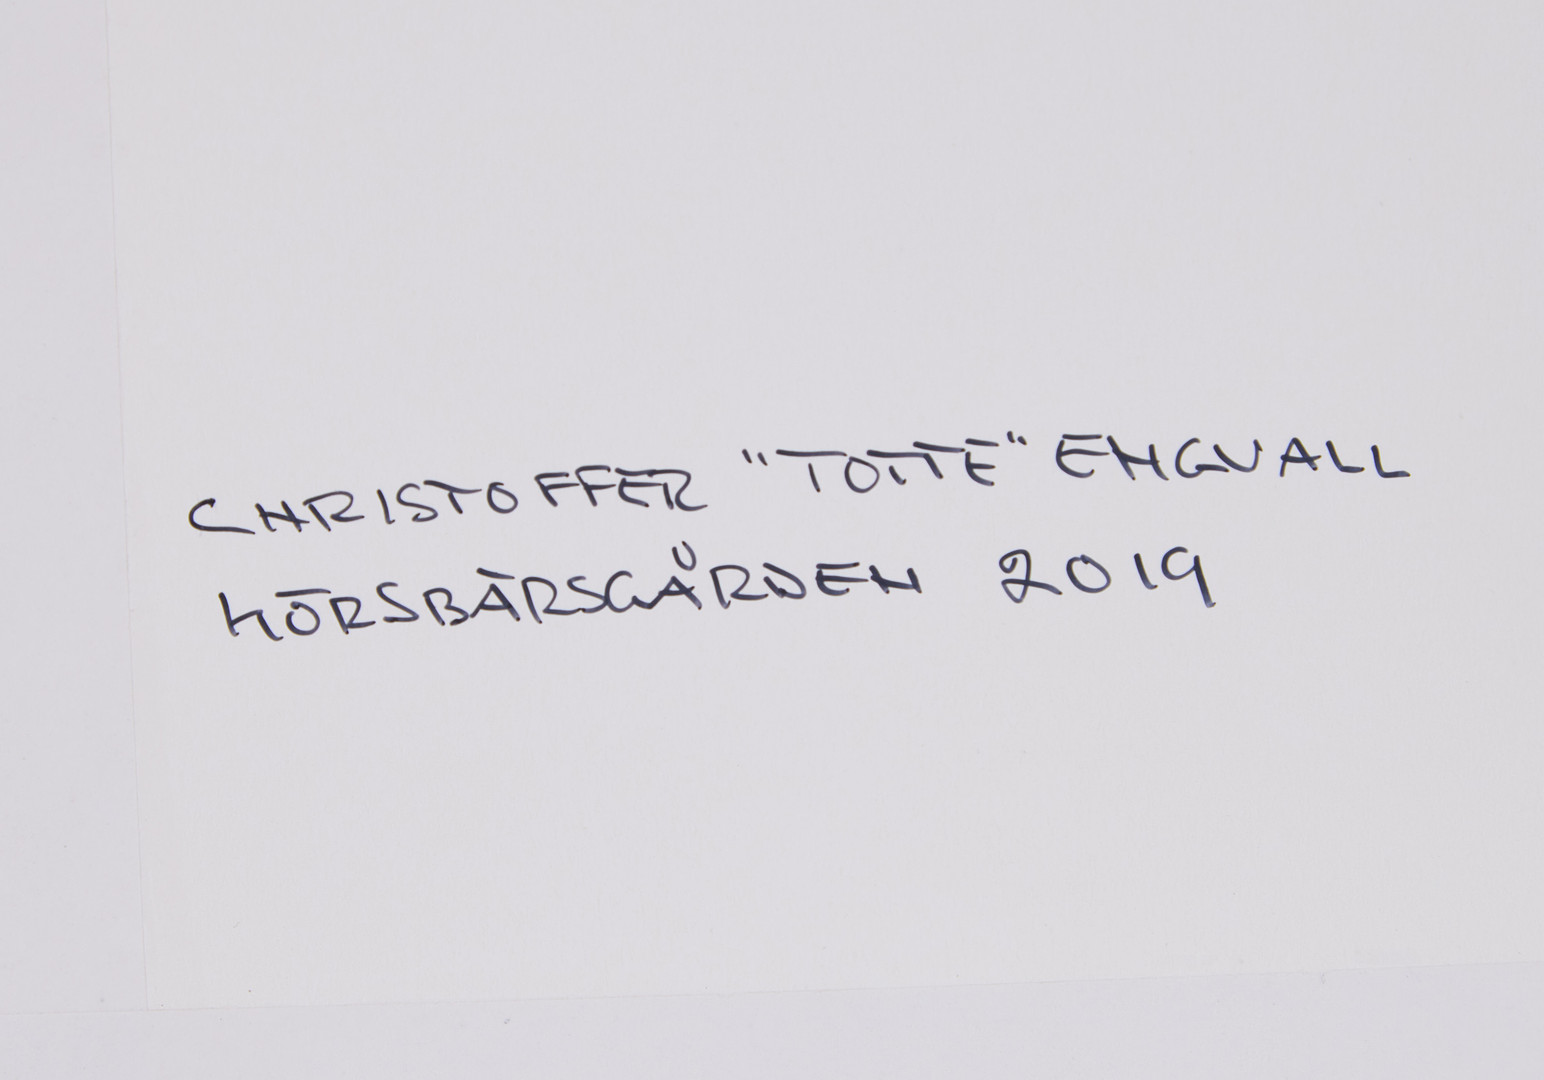 CHRISTOFFER "TOTTE" ENGVALL
KÖRSBÄRSGÅRDEN 2019